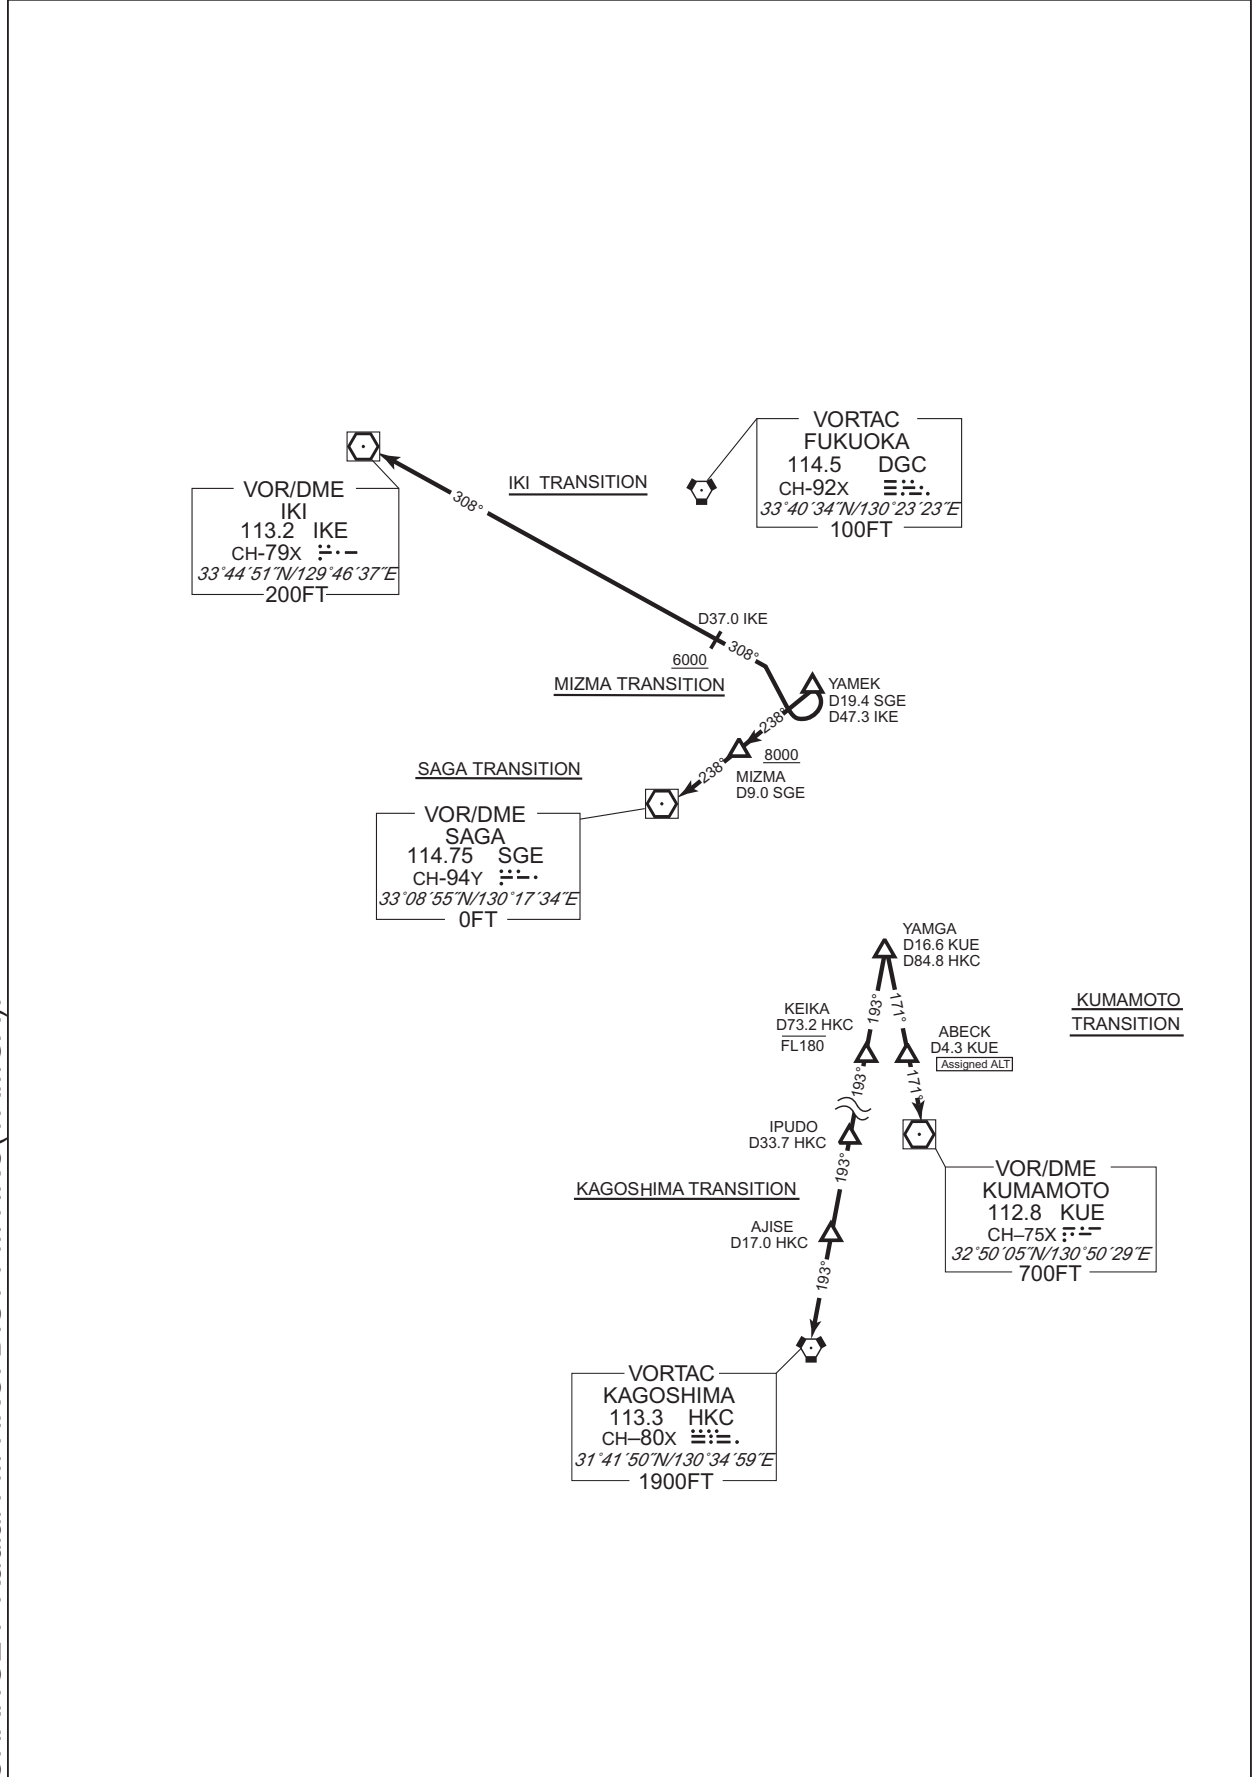 VORTAC
FUKUOKA
114.5 DGC
CH-92X
33°40´34˝N/130°23´23˝E
100FT
IKI TRANSITION
308°
VOR/DME
IKI
113.2 IKE
CH-79X
33°44´51˝N/129°46´37˝E
200FT
D37.0 IKE
308°
6000
MIZMA TRANSITION
YAMEK
D19.4 SGE
D47.3 IKE
238°
8000
MIZMA
D9.0 SGE
238°
SAGA TRANSITION
VOR/DME
SAGA
114.75 SGE
CH-94Y
33°08´55˝N/130°17´34˝E
0FT
YAMGA
D16.6 KUE
D84.8 HKC
193°
171°
KUMAMOTO
TRANSITION
KEIKA
D73.2 HKC
FL180
ABECK
D4.3 KUE
Assigned ALT
193°
171°
IPUDO
D33.7 HKC
193°
KAGOSHIMA TRANSITION
VOR/DME
KUMAMOTO
112.8 KUE
CH–75X
32°50´05˝N/130°50´29˝E
700FT
AJISE
D17.0 HKC
193°
VORTAC
KAGOSHIMA
113.3 HKC
CH–80X
31°41´50˝N/130°34´59˝E
1900FT